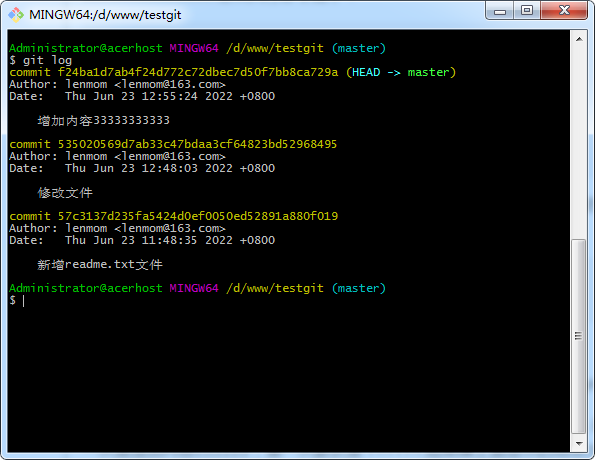 MINGW64:/d/www/testgit
Administrator@acerhost MINGW64 /d/www/testgit (master)
$ git log
commit f24ba1d7ab4f24d772c72dbec7d50f7bb8ca729a (HEAD -> master)
Author: lenmom <lenmom@163.com>
Date:   Thu Jun 23 12:55:24 2022 +0800
增加内容33333333333
commit 535020569d7ab33c47bdaa3cf64823bd52968495
Author: lenmom <lenmom@163.com>
Date:   Thu Jun 23 12:48:03 2022 +0800
修改文件
commit 57c3137d235fa5424d0ef0050ed52891a880f019
Author: lenmom <lenmom@163.com>
Date:   Thu Jun 23 11:48:35 2022 +0800
新增readme.txt文件
Administrator@acerhost MINGW64 /d/www/testgit (master)
$